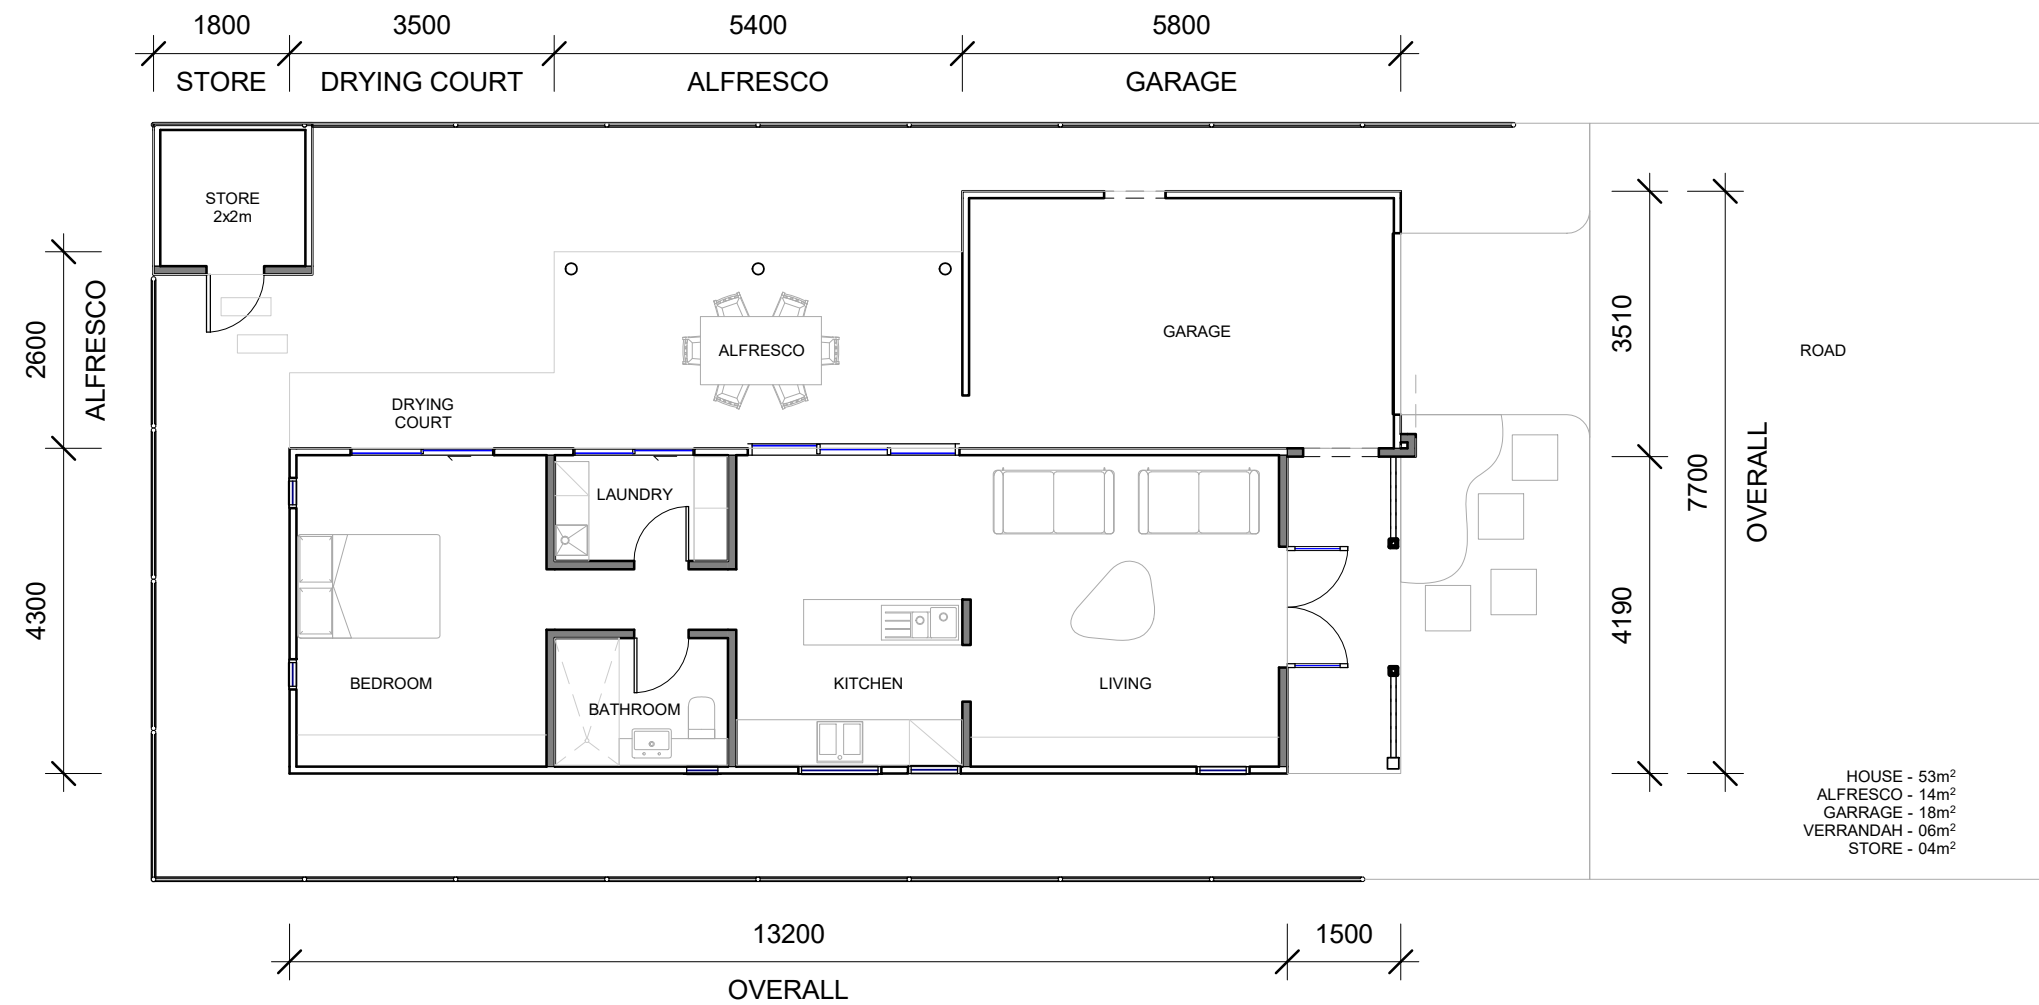 1800 3500 5400 5800
STORE DRYING COURT ALFRESCO GARAGE
STORE
2x2m
2600
ALFRESCO
4300
ALFRESCO
DRYING
COURT
GARAGE
LAUNDRY
BEDROOM
BATHROOM
KITCHEN
LIVING
3510
4190
7700
OVERALL
ROAD
HOUSE - 53m²
ALFRESCO - 14m²
GARRAGE - 18m²
VERRANDAH - 06m²
STORE - 04m²
13200 1500
OVERALL